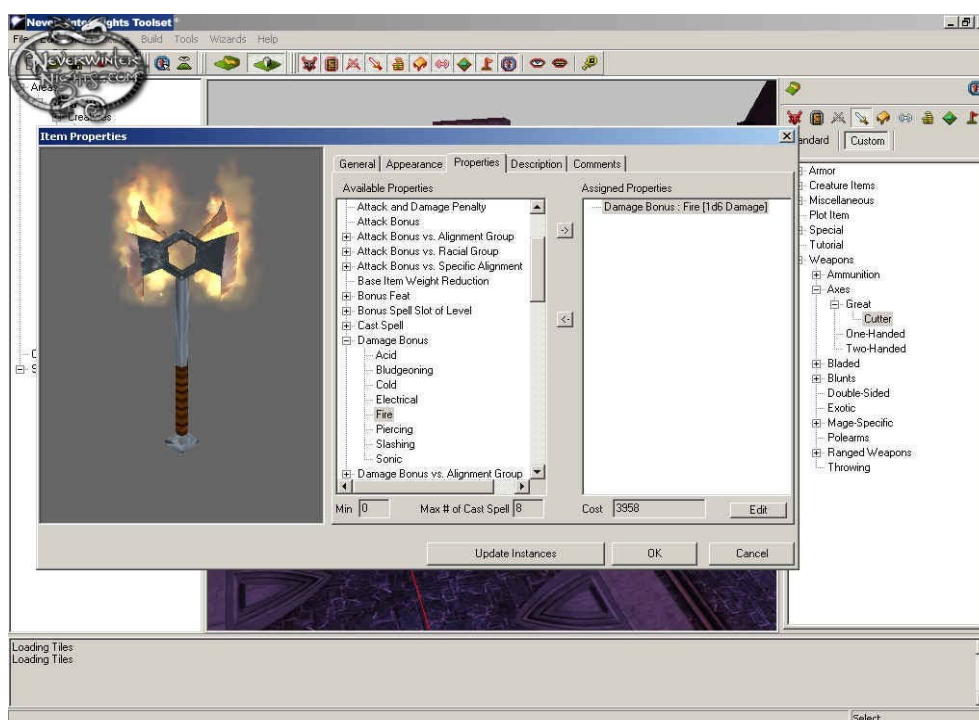 Neverwinter Nights Toolset
File Build Tools Wizards Help
NEVERWINTER
NIGHTS.COM
Areas
Creatures
Item Properties
General
Appearance
Properties
Description
Comments
Available Properties
Attack and Damage Penalty
Attack Bonus
Attack Bonus vs. Alignment Group
Attack Bonus vs. Racial Group
Attack Bonus vs. Specific Alignment
Base Item Weight Reduction
Bonus Feat
Bonus Spell Slot of Level
Cast Spell
Damage Bonus
Acid
Bludgeoning
Cold
Electrical
Fire
Piercing
Slashing
Sonic
Damage Bonus vs. Alignment Group
Min 0
Max # of Cast Spell 8
->
<-
Assigned Properties
Damage Bonus : Fire [1d6 Damage]
Cost 3958
Edit
Update Instances
OK
Cancel
Custom
Armor
Creature Items
Miscellaneous
Plot Item
Special
Tutorial
Weapons
Ammunition
Axes
Great
Cutter
One-Handed
Two-Handed
Bladed
Blunts
Double-Sided
Exotic
Mage-Specific
Polearms
Ranged Weapons
Throwing
Loading Tiles
Loading Tiles
Select